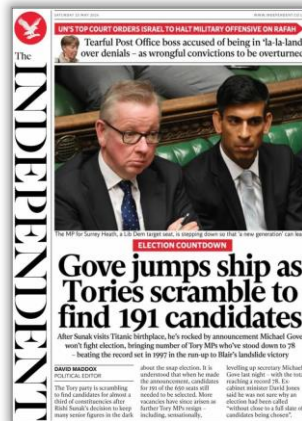 SATURDAY 25 MAY 2024
UN'S TOP COURT ORDERS ISRAEL TO HALT MILITARY OFFENSIVE ON RAFAH
Tearful Post Office boss accused of being in 'la-la-land
over denials – as wrongful convictions to be overturne
The
INDEPENDENT
The MP for Surrey Heath, a Lib Dem target seat, is stepping down so that 'a new generation' can lea
ELECTION COUNTDOWN
Gove jumps ship as
Tories scramble to
find 191 candidates
After Sunak visits Titanic birthplace, he's rocked by announcement Michael Gov
won't fight election, bringing number of Tory MPs who've stood down to 78
– beating the record set in 1997 in the run-up to Blair's landslide victory
DAVID MADDOX
POLITICAL EDITOR
The Tory party is scrambling
to find candidates for almost a
third of constituencies after
Rishi Sunak's decision to keep
many senior figures in the dark
about the snap election. It is
understood that when he made
the announcement, candidates
for 191 of the 650 seats still
needed to be selected. More
vacancies have since arisen as
further Tory MPs resign –
including, sensationally,
levelling up secretary Michael
Gove last night – with the total
reaching a record 78. Ex-
cabinet minister David Jones
said he was not sure why an
election had been called
"without close to a full slate of
candidates being chosen".